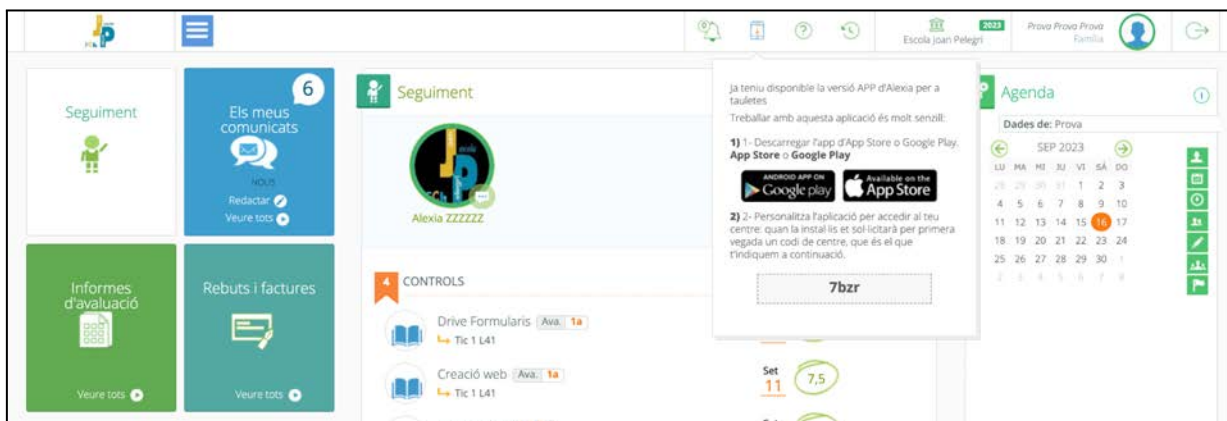 JP
0
?
Escola Joan Pelegrí
2023
Prova Prova Prova
Família
Seguiment
6
Els meus
comunicats
NOUS
Redactar
Veure tots
Informes
d'avaluació
Veure tots
Rebuts i factures
Veure tots
Seguiment
Alexia ZZZZZZ
4 CONTROLS
Drive Formularis Ava. 1a
Tic 1 L41
Creació web Ava. 1a
Tic 1 L41
Set
11
7,5
Ja teniu disponible la versió APP d'Alexia per a
tauletes
Treballar amb aquesta aplicació és molt senzill:
1) 1- Descarregar l'app d'App Store o Google Play.
App Store o Google Play
ANDROID APP ON
Google play
Available on the
App Store
2) 2- Personalitza l'aplicació per accedir al teu
centre: quan la instal·lis et sol·licitarà per primera
vegada un codi de centre, que és el que
t'indiquem a continuació.
7bzr
Agenda
Dades de: Prova
SEP 2023
LU MA MI JU VI SÁ DO
28 29 30 31 1 2 3
4 5 6 7 8 9 10
11 12 13 14 15 16 17
18 19 20 21 22 23 24
25 26 27 28 29 30 1
2 3 4 5 6 7 8